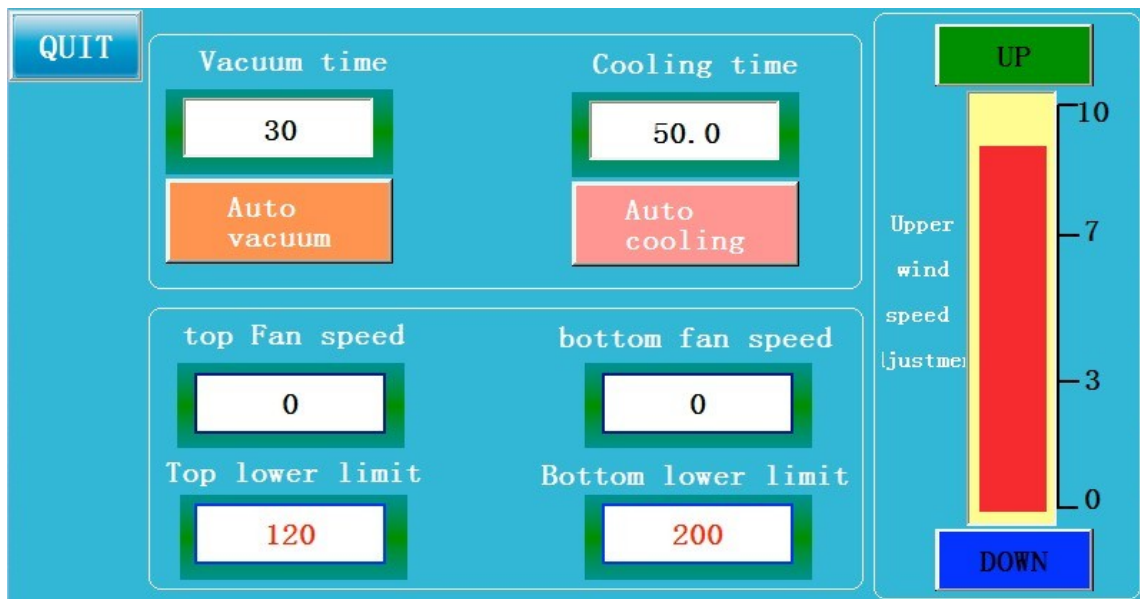 QUIT
Vacuum time
Cooling time
30
50.0
Auto
vacuum
Auto
cooling
top Fan speed
bottom fan speed
0
0
Top lower limit
Bottom lower limit
120
200
UP
10
7
3
0
Upper
wind
speed
ljustme
DOWN